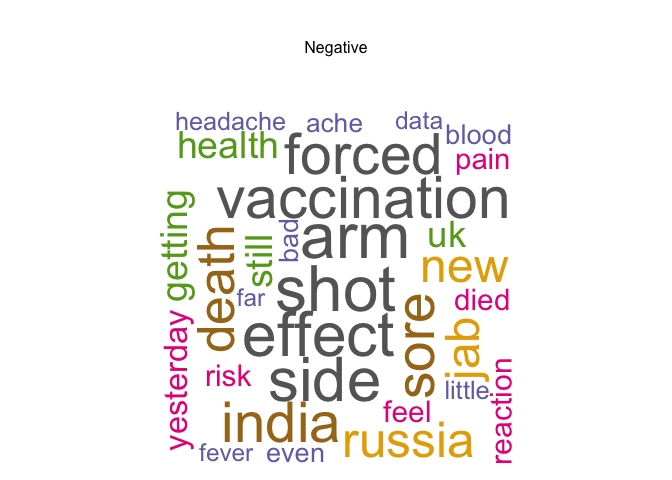 Negative
headache ache data
health forced blood
pain
vaccination
getting death still bad arm uk
new
far shot died
effect sore jab
yesterday risk side little
feel reaction
india russia
fever even